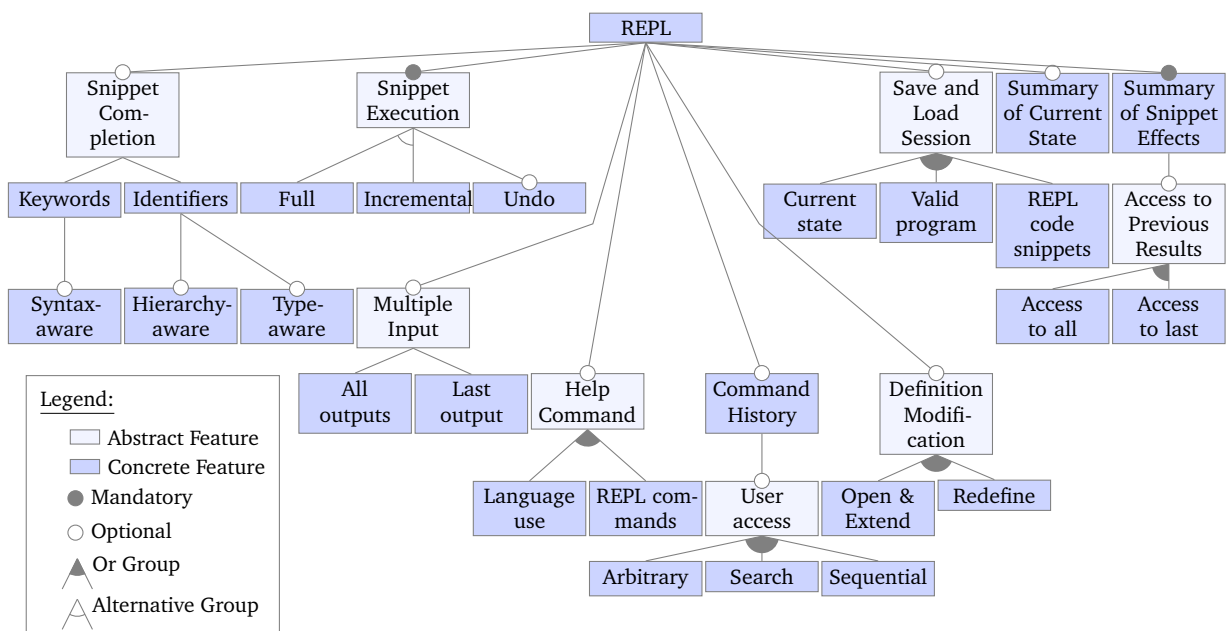 REPL
Snippet
Com-
pletion
Snippet
Execution
Save and
Load
Session
Summary
of Current
State
Summary
of Snippet
Effects
Keywords
Identifiers
Full
Incremental
Undo
Current
state
Valid
program
REPL
code
snippets
Access to
Previous
Results
Syntax-
aware
Hierarchy-
aware
Type-
aware
Multiple
Input
Access
to all
Access
to last
All
outputs
Last
output
Help
Command
Command
History
Definition
Modifi-
cation
Language
use
REPL com-
mands
User
access
Open &
Extend
Redefine
Arbitrary
Search
Sequential
Legend:
Abstract Feature
Concrete Feature
Mandatory
Optional
Or Group
Alternative Group